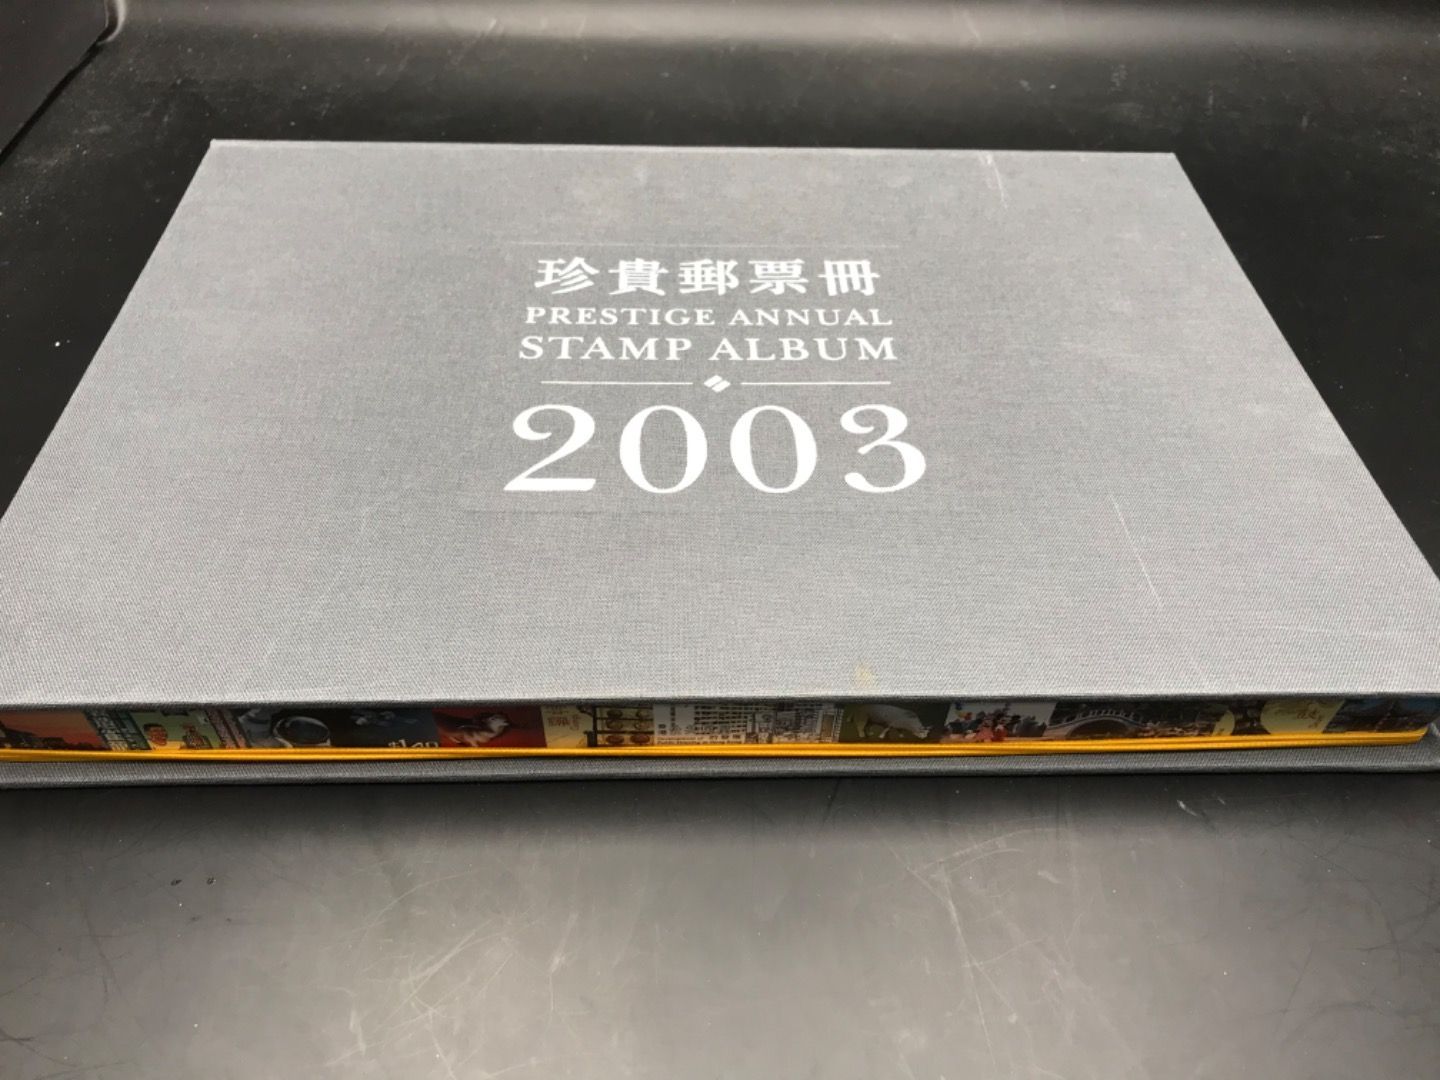 珍貴郵票冊
PRESTIGE ANNUAL
STAMP ALBUM
2003